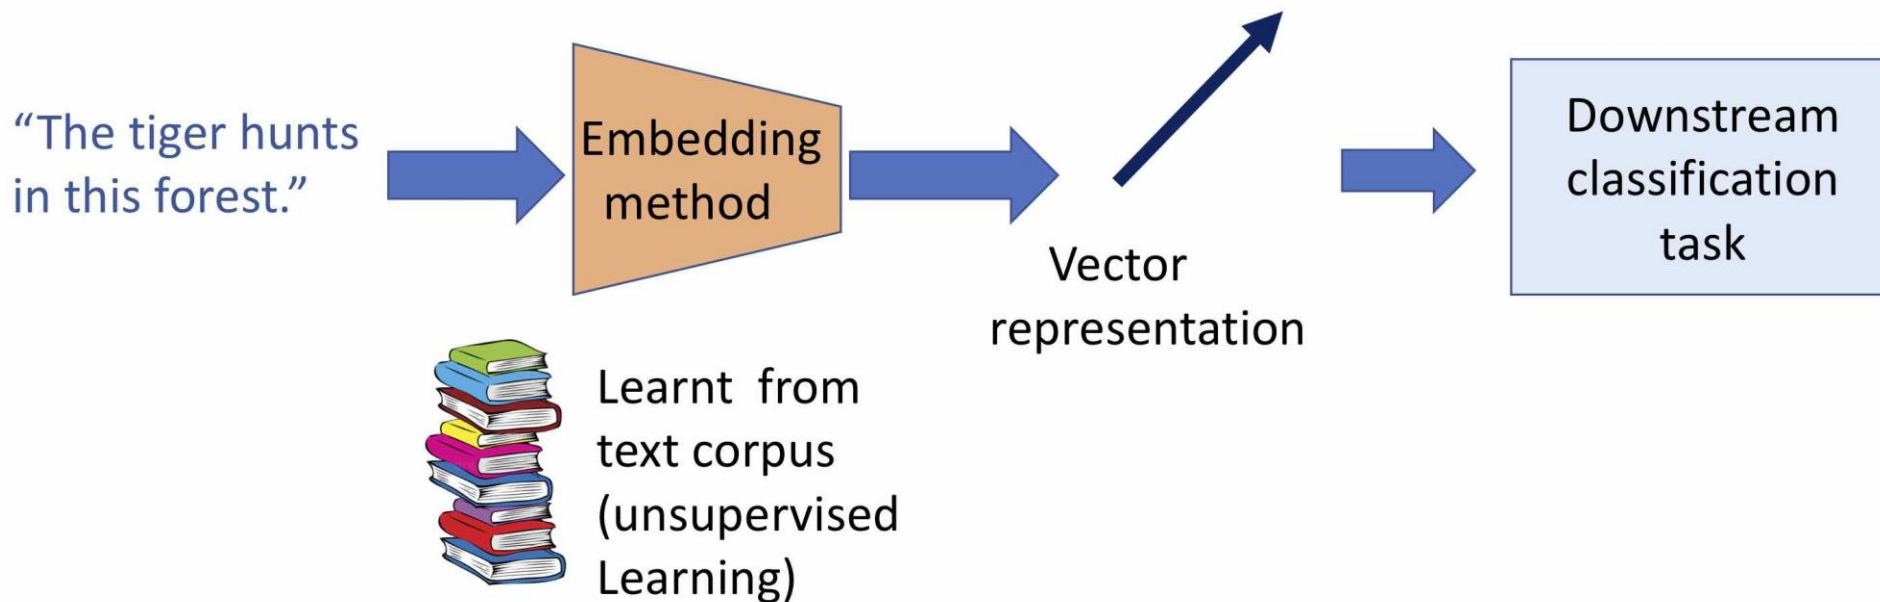 “The tiger hunts
in this forest.”
Embedding
method
Vector
representation
Downstream
classification
task
Learnt from
text corpus
(unsupervised
Learning)